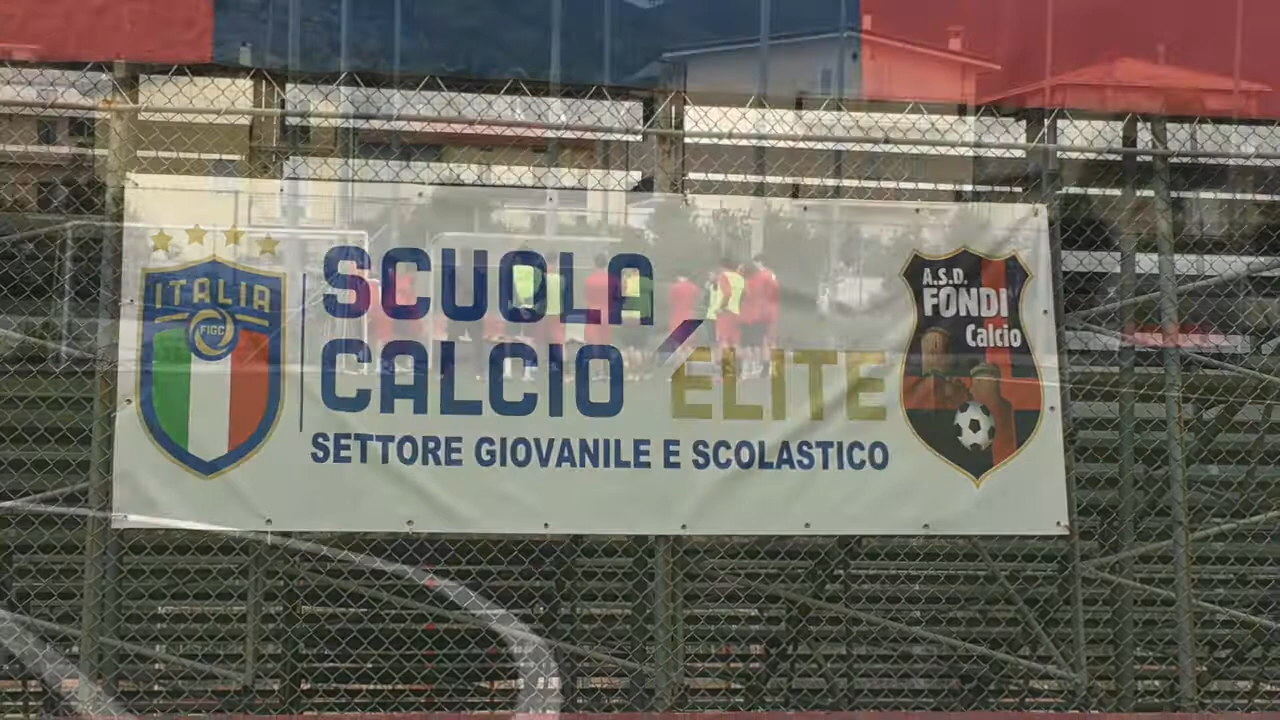 ITALIA
FIGC
SCUOLA
CALCIO ÉLITE
SETTORE GIOVANILE E SCOLASTICO
A.S.D.
FONDI
Calcio